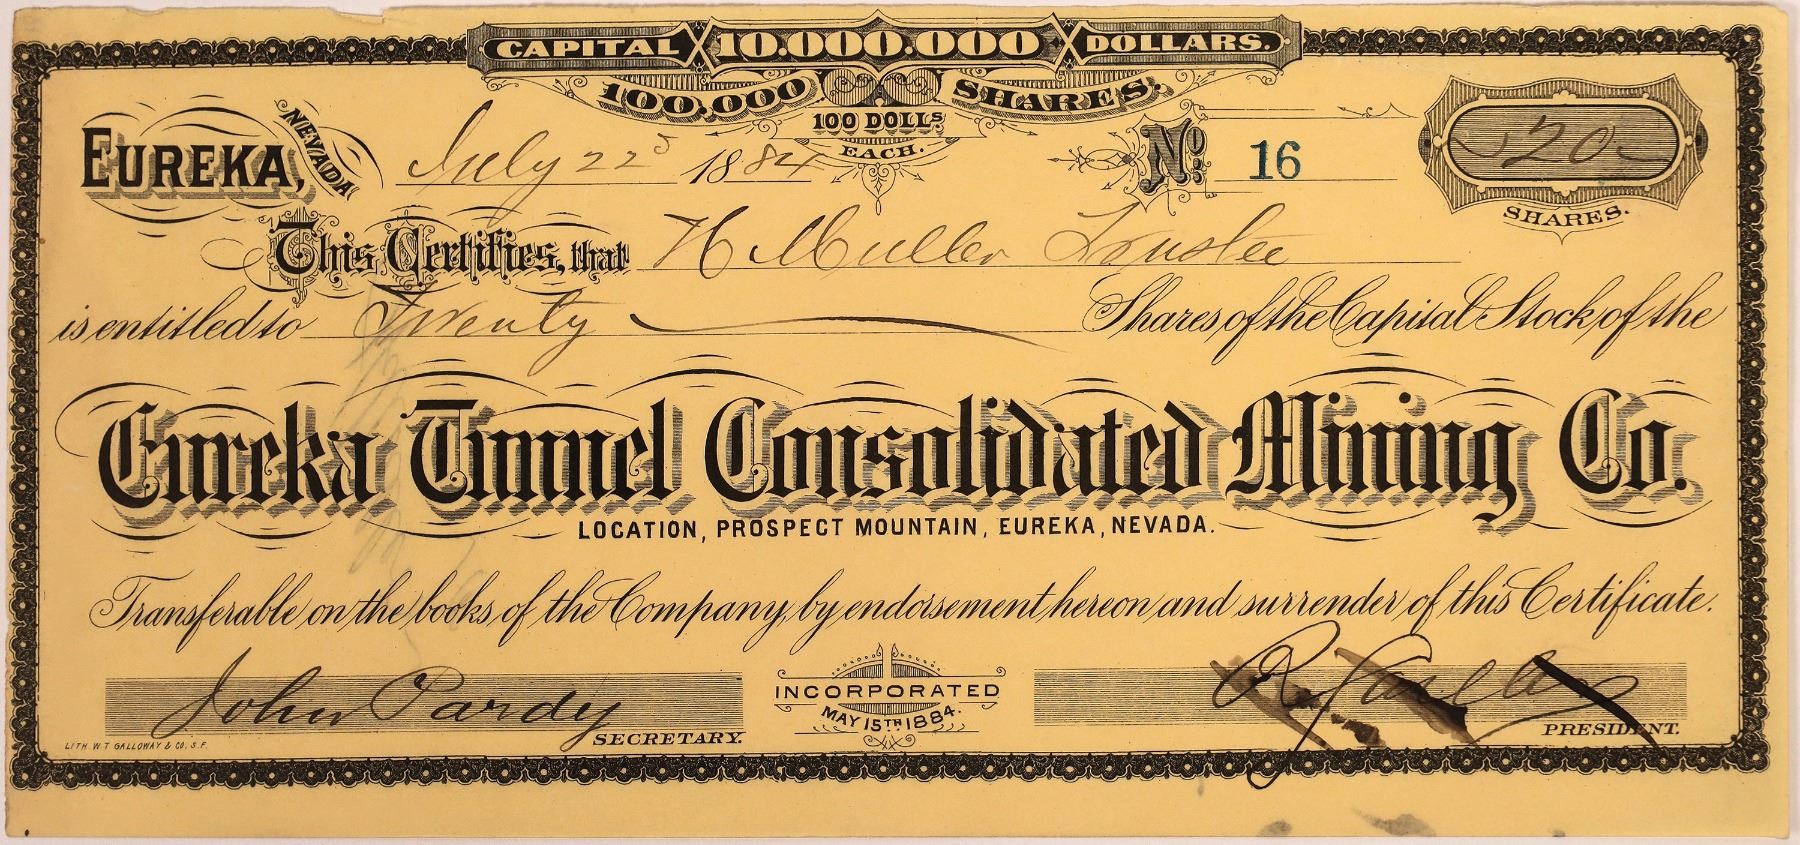 CAPITAL 10.000.000 DOLLARS.
100,000 SHARES.
100 DOLLS
EACH.
EUREKA, NEVADA July 22d 1884
No. 16
20
SHARES.
This Certifies, that H Muller Trustee
is entitled to Twenty Shares of the Capital Stock of the
Eureka Tunnel Consolidated Mining Co.
LOCATION, PROSPECT MOUNTAIN, EUREKA, NEVADA.
Transferable on the books of the Company, by endorsement hereon and surrender of this Certificate.
John Pardy
SECRETARY.
INCORPORATED
MAY 15TH 1884.
PRESIDENT.
LITH W T GALLOWAY & CO, S.F.